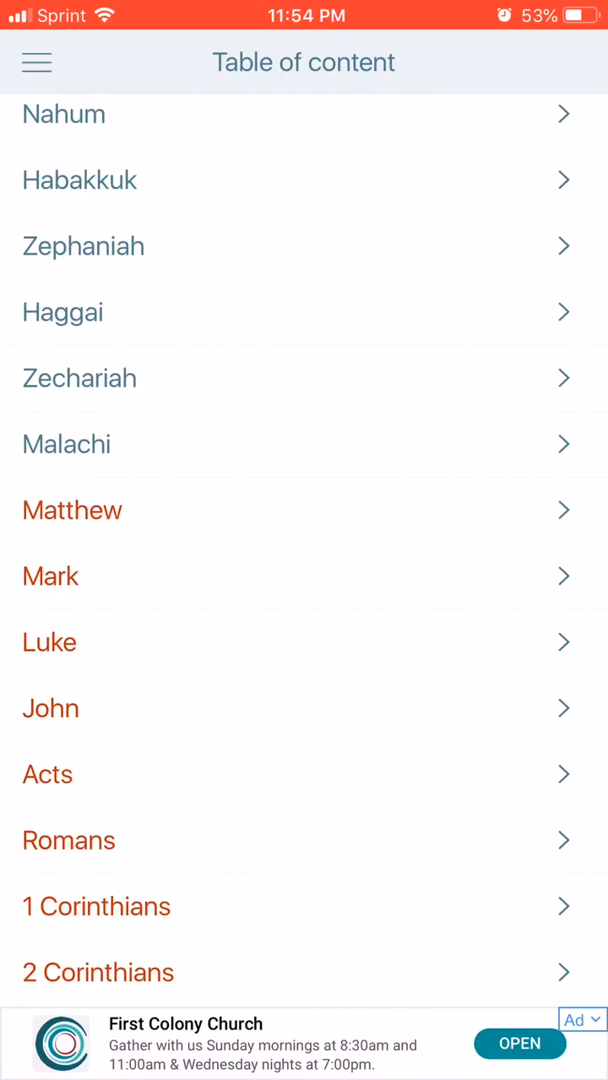 Sprint 11:54 PM 53%
Table of content
Nahum
Habakkuk
Zephaniah
Haggai
Zechariah
Malachi
Matthew
Mark
Luke
John
Acts
Romans
1 Corinthians
2 Corinthians
Ad
First Colony Church
Gather with us Sunday mornings at 8:30am and
11:00am & Wednesday nights at 7:00pm.
OPEN